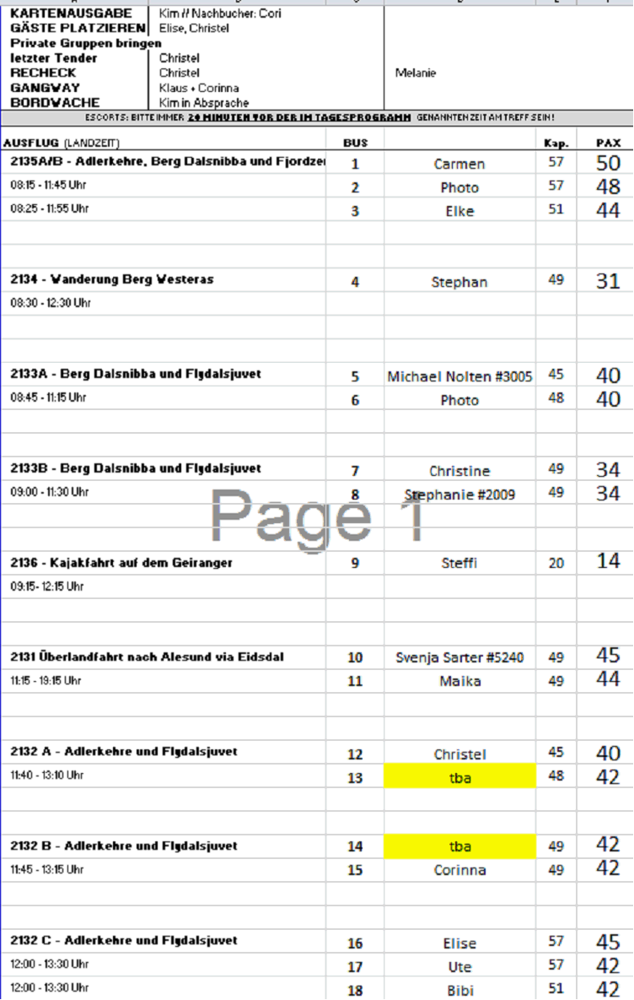 KARTENAUSGABE Kim // Nachbucher: Cori
GÄSTE PLATZIEREN Elise, Christel
Private Gruppen bringen
letzter Tender Christel
RECHECK Christel Melanie
GANGWAY Klaus + Corinna
BORDWACHE Kim in Absprache
ESCORTS: BITTE IMMER 20 MINUTEN VOR DER IM TAGESPROGRAMM GENANNTEN ZEIT AM TREFF SEIN!
AUSFLUG (LANDZEIT) BUS Kap. PAX
2135A/B - Adlerkehre, Berg Dalsnibba und Fjordzer 1 Carmen 57 50
08:15 - 11:45 Uhr 2 Photo 57 48
08:25 - 11:55 Uhr 3 Elke 51 44
2134 - Wanderung Berg Westeras 4 Stephan 49 31
08:30 - 12:30 Uhr
2133A - Berg Dalsnibba und Flydalsjuvet 5 Michael Nolten #3005 45 40
08:45 - 11:15 Uhr 6 Photo 48 40
2133B - Berg Dalsnibba und Flydalsjuvet 7 Christine 49 34
09:00 - 11:30 Uhr 8 Stephanie #2009 49 34
Page 1
2136 - Kajakfahrt auf dem Geiranger 9 Steffi 20 14
09:15- 12:15 Uhr
2131 Überlandfahrt nach Alesund via Eidsdal 10 Svenja Sarter #5240 49 45
11:15 - 19:15 Uhr 11 Maika 49 44
2132 A - Adlerkehre und Flydalsjuvet 12 Christel 45 40
11:40 - 13:10 Uhr 13 tba 48 42
2132 B - Adlerkehre und Flydalsjuvet 14 tba 49 42
11:45 - 13:15 Uhr 15 Corinna 49 42
2132 C - Adlerkehre und Flydalsjuvet 16 Elise 57 45
12:00 - 13:30 Uhr 17 Ute 57 42
12:00 - 13:30 Uhr 18 Bibi 51 42